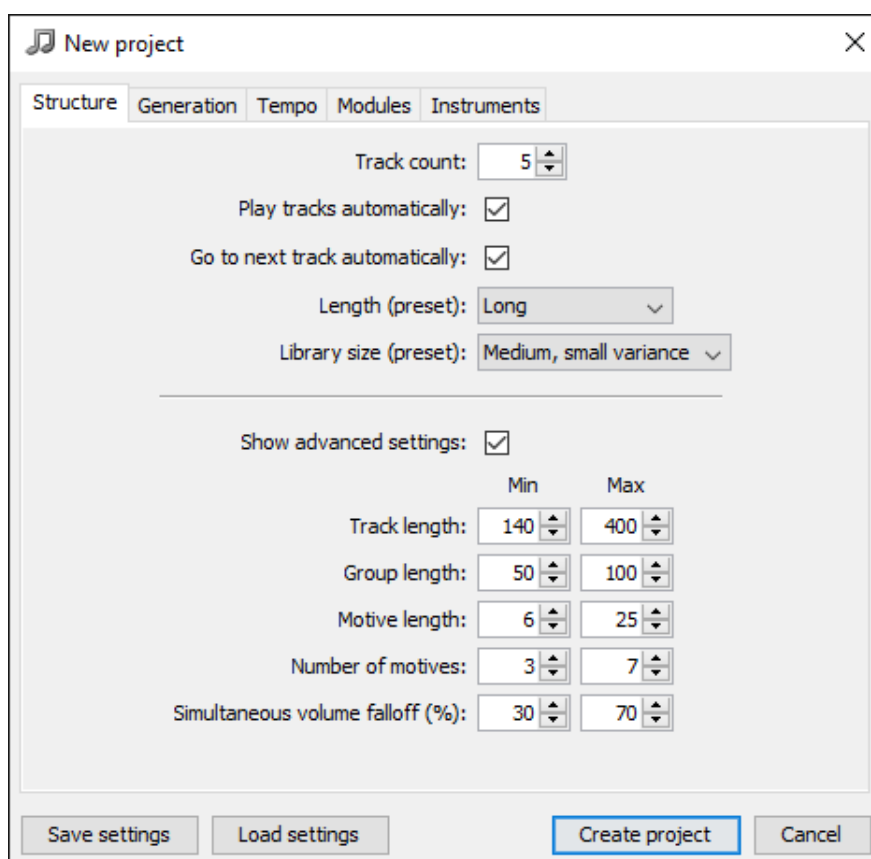 New project
Structure Generation Tempo Modules Instruments
Track count: 5
Play tracks automatically:
Go to next track automatically:
Length (preset): Long
Library size (preset): Medium, small variance
Show advanced settings:
Min Max
Track length: 140 400
Group length: 50 100
Motive length: 6 25
Number of motives: 3 7
Simultaneous volume falloff (%): 30 70
Save settings Load settings Create project Cancel